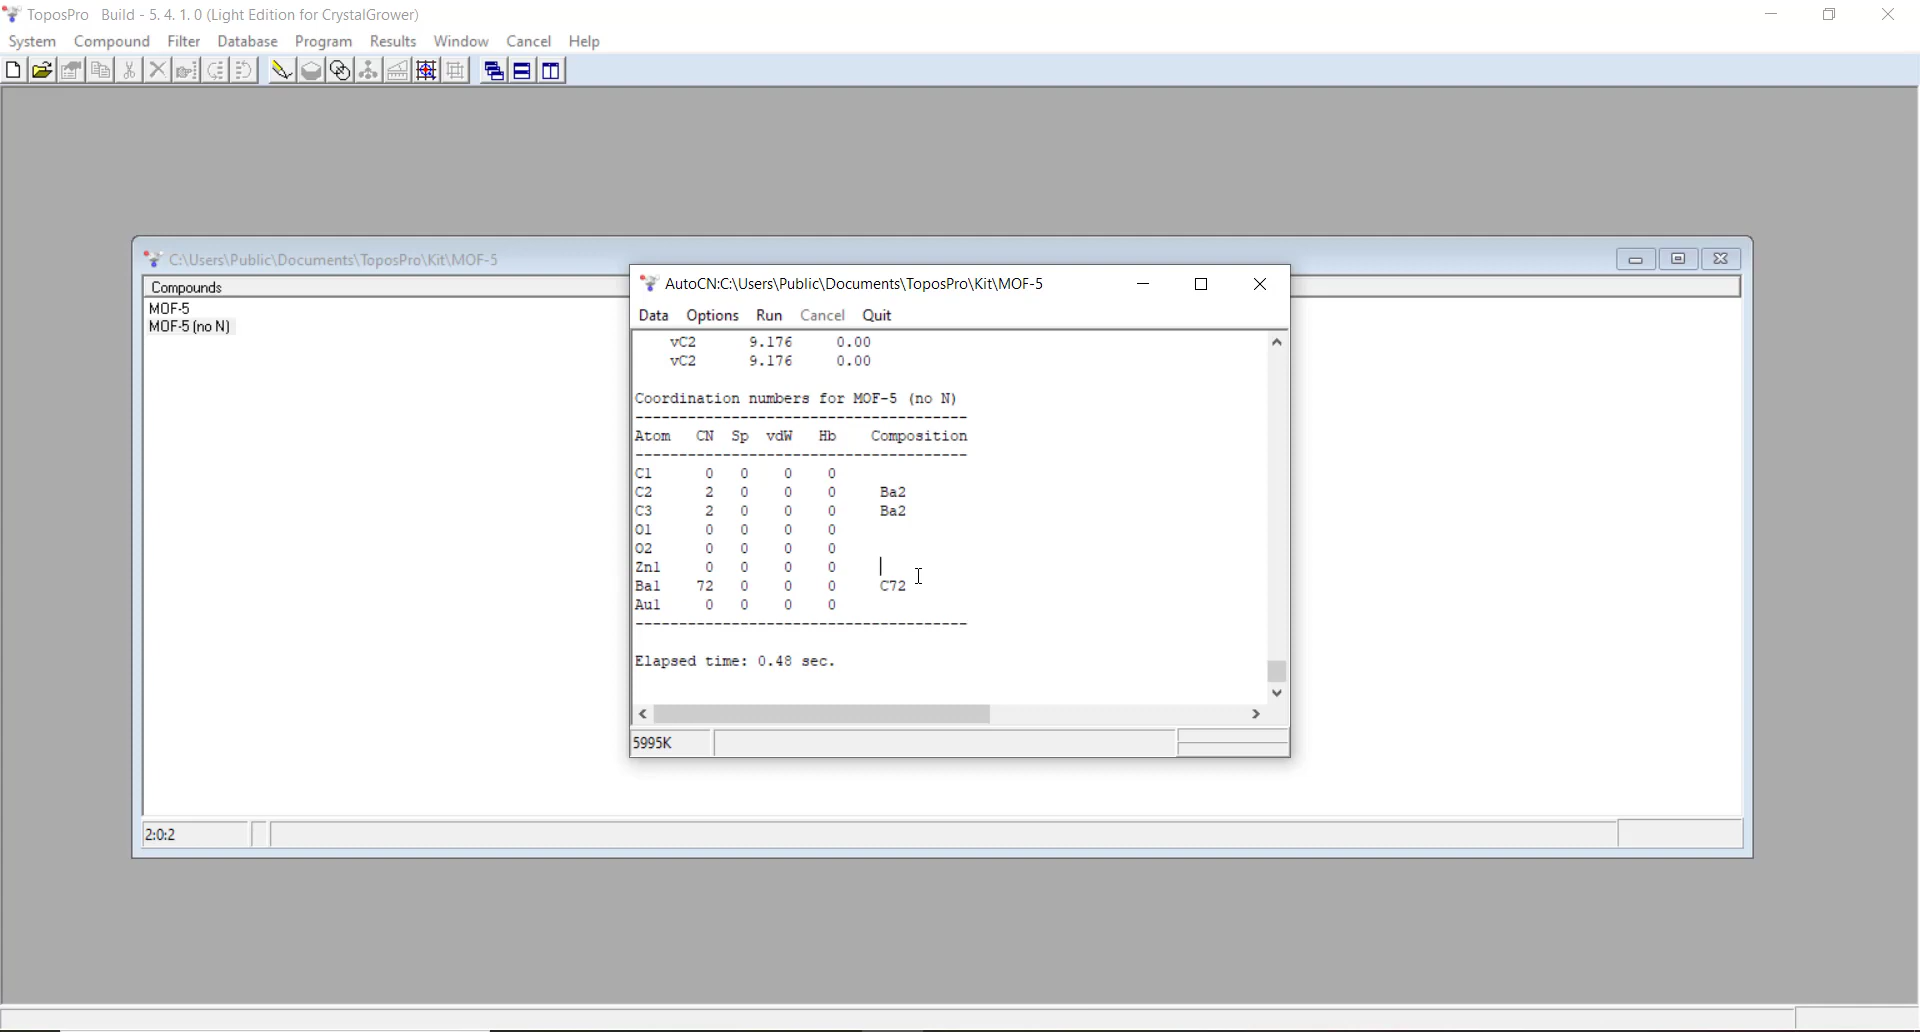 ToposPro Build - 5. 4. 1. 0 (Light Edition for CrystalGrower)
System Compound Filter Database Program Results Window Cancel Help
C:\Users\Public\Documents\ToposPro\Kit\MOF-5
Compounds
MOF-5
MOF-5 (no N)
AutoCN:C:\Users\Public\Documents\ToposPro\Kit\MOF-5
Data Options Run Cancel Quit
vC2 9.176 0.00
vC2 9.176 0.00
Coordination numbers for MOF-5 (no N)
--------------------------------------
Atom CN Sp vdW Hb Composition
--------------------------------------
C1 0 0 0 0
C2 2 0 0 0 Ba2
C3 2 0 0 0 Ba2
O1 0 0 0 0
O2 0 0 0 0
Zn1 0 0 0 0
Ba1 72 0 0 0 C72
Au1 0 0 0 0
--------------------------------------
Elapsed time: 0.48 sec.
5995K
2:0:2